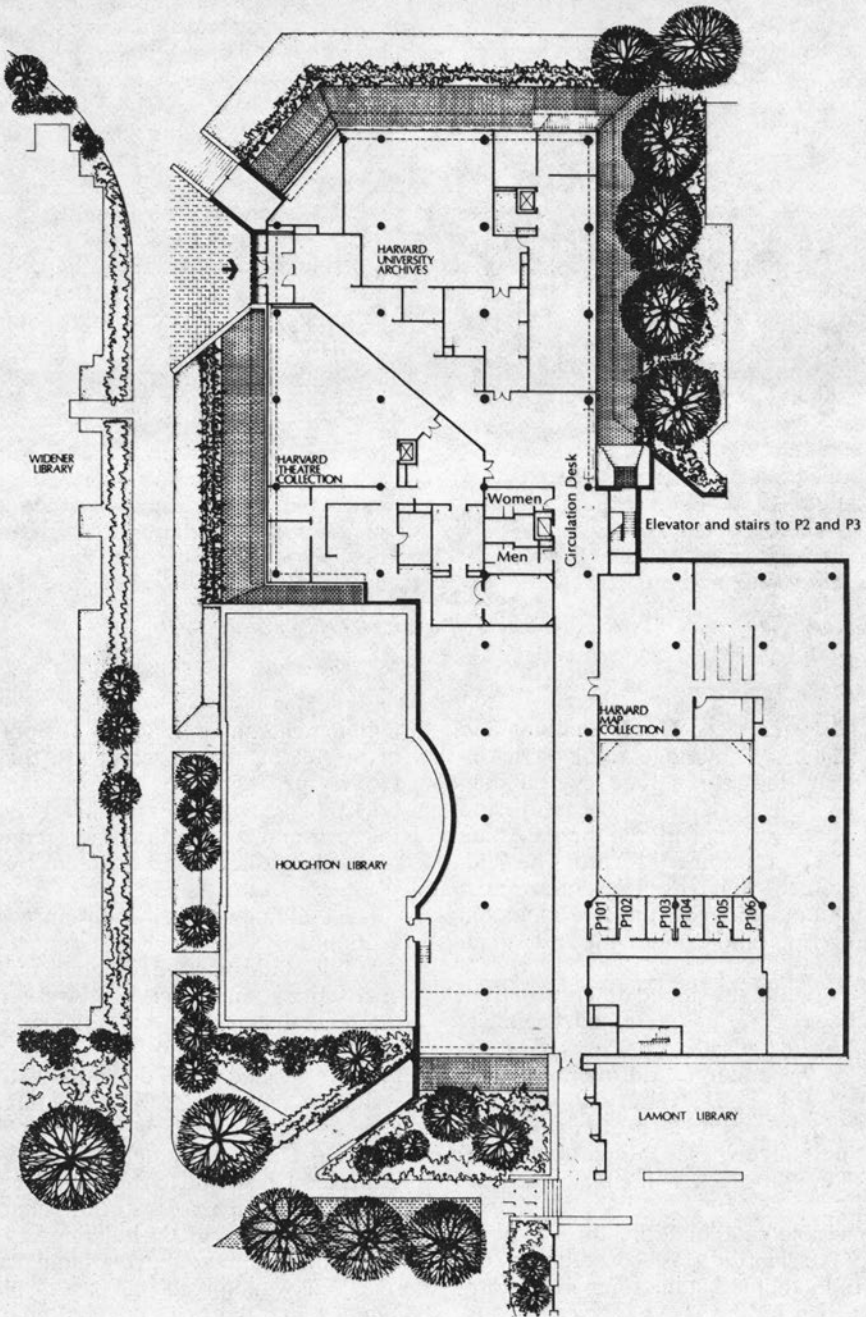 HARVARD
UNIVERSITY
ARCHIVES
WIDENER
LIBRARY
HARVARD
THEATRE
COLLECTION
Women
Men
Circulation Desk
Elevator and stairs to P2 and P3
HARVARD
MAP
COLLECTION
HOUGHTON LIBRARY
P101
P102
P103
P104
P105
P106
LAMONT LIBRARY